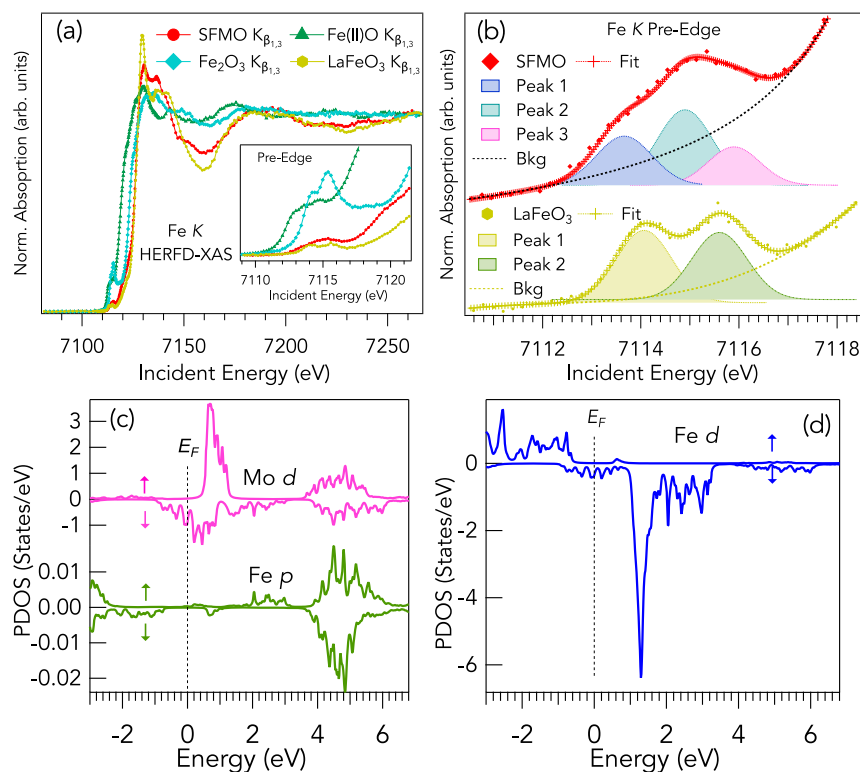 (a)
SFMO Kβ1,3
Fe(II)O Kβ1,3
Fe2O3 Kβ1,3
LaFeO3 Kβ1,3
Norm. Absoprtion (arb. units)
Fe K
HERFD-XAS
Pre-Edge
7110 7115 7120
Incident Energy (eV)
7100 7150 7200 7250
Incident Energy (eV)
(b)
Fe K Pre-Edge
SFMO Fit
Peak 1
Peak 2
Peak 3
Bkg
LaFeO3 Fit
Peak 1
Peak 2
Bkg
Norm. Absoprtion (arb. units)
7112 7114 7116 7118
Incident Energy (eV)
(c)
EF
Mo d
Fe p
3
2
1
0
-1
0.01
0.00
-0.01
-0.02
PDOS (States/eV)
-2 0 2 4 6
Energy (eV)
(d)
EF
Fe d
0
-2
-4
-6
PDOS (States/eV)
-2 0 2 4 6
Energy (eV)